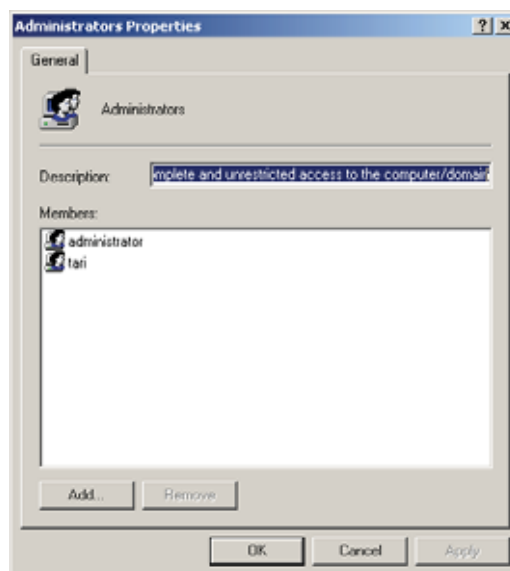 Administrators Properties
General
Administrators
Description: mplete and unrestricted access to the computer/domain
Members:
administrator
tari
Add... Remove
OK Cancel Apply